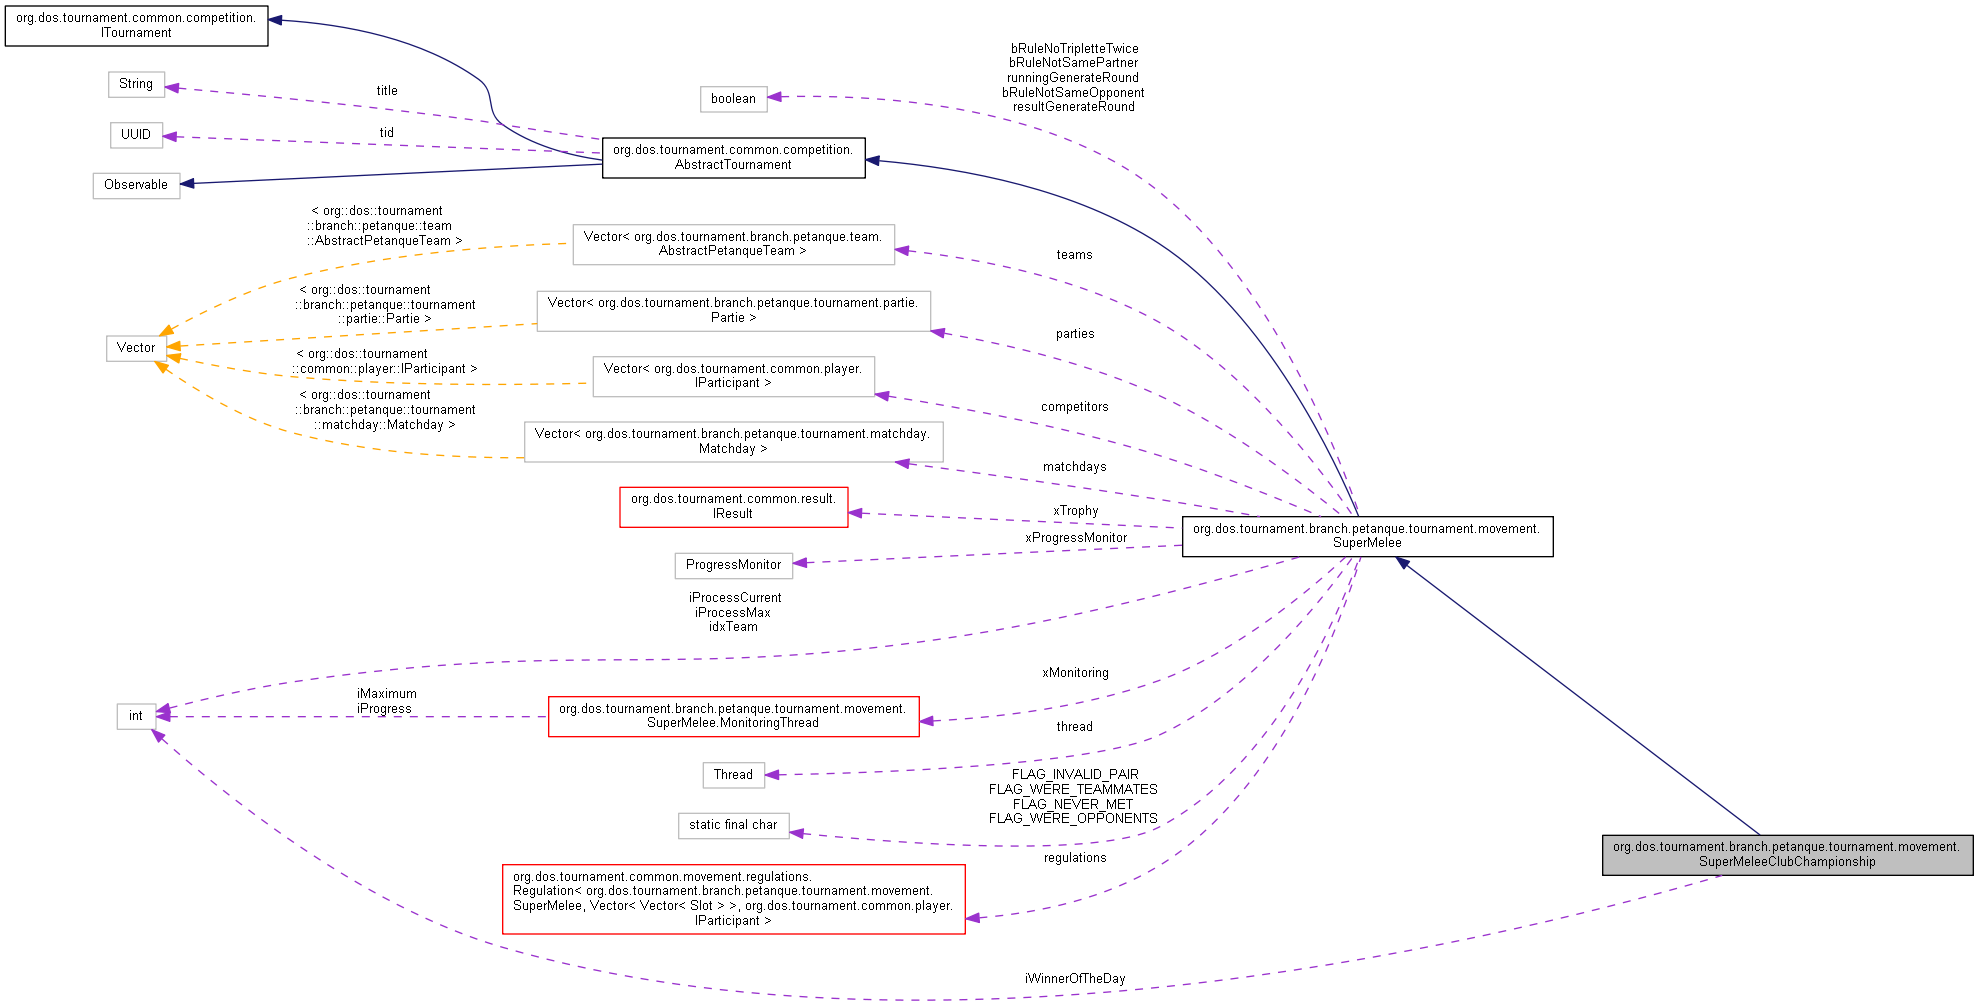 org.dos.tournament.common.competition.
ITournament
String
title
UUID
tid
Observable
org.dos.tournament.common.competition.
AbstractTournament
boolean
bRuleNoTripletteTwice
bRuleNotSamePartner
runningGenerateRound
bRuleNotSameOpponent
resultGenerateRound
< org::dos::tournament
::branch::petanque::team
::AbstractPetanqueTeam >
Vector< org.dos.tournament.branch.petanque.team.
AbstractPetanqueTeam >
teams
< org::dos::tournament
::branch::petanque::tournament
::partie::Partie >
Vector< org.dos.tournament.branch.petanque.tournament.partie.
Partie >
parties
Vector
< org::dos::tournament
::common::player::IParticipant >
Vector< org.dos.tournament.common.player.
IParticipant >
competitors
< org::dos::tournament
::branch::petanque::tournament
::matchday::Matchday >
Vector< org.dos.tournament.branch.petanque.tournament.matchday.
Matchday >
matchdays
org.dos.tournament.common.result.
IResult
xTrophy
ProgressMonitor
xProgressMonitor
org.dos.tournament.branch.petanque.tournament.movement.
SuperMelee
iProcessCurrent
iProcessMax
idxTeam
int
iMaximum
iProgress
org.dos.tournament.branch.petanque.tournament.movement.
SuperMelee.MonitoringThread
xMonitoring
Thread
thread
static final char
FLAG_INVALID_PAIR
FLAG_WERE_TEAMMATES
FLAG_NEVER_MET
FLAG_WERE_OPPONENTS
org.dos.tournament.common.movement.regulations.
Regulation< org.dos.tournament.branch.petanque.tournament.movement.
SuperMelee, Vector< Vector< Slot > >, org.dos.tournament.common.player.
IParticipant >
regulations
org.dos.tournament.branch.petanque.tournament.movement.
SuperMeleeClubChampionship
iWinnerOfTheDay